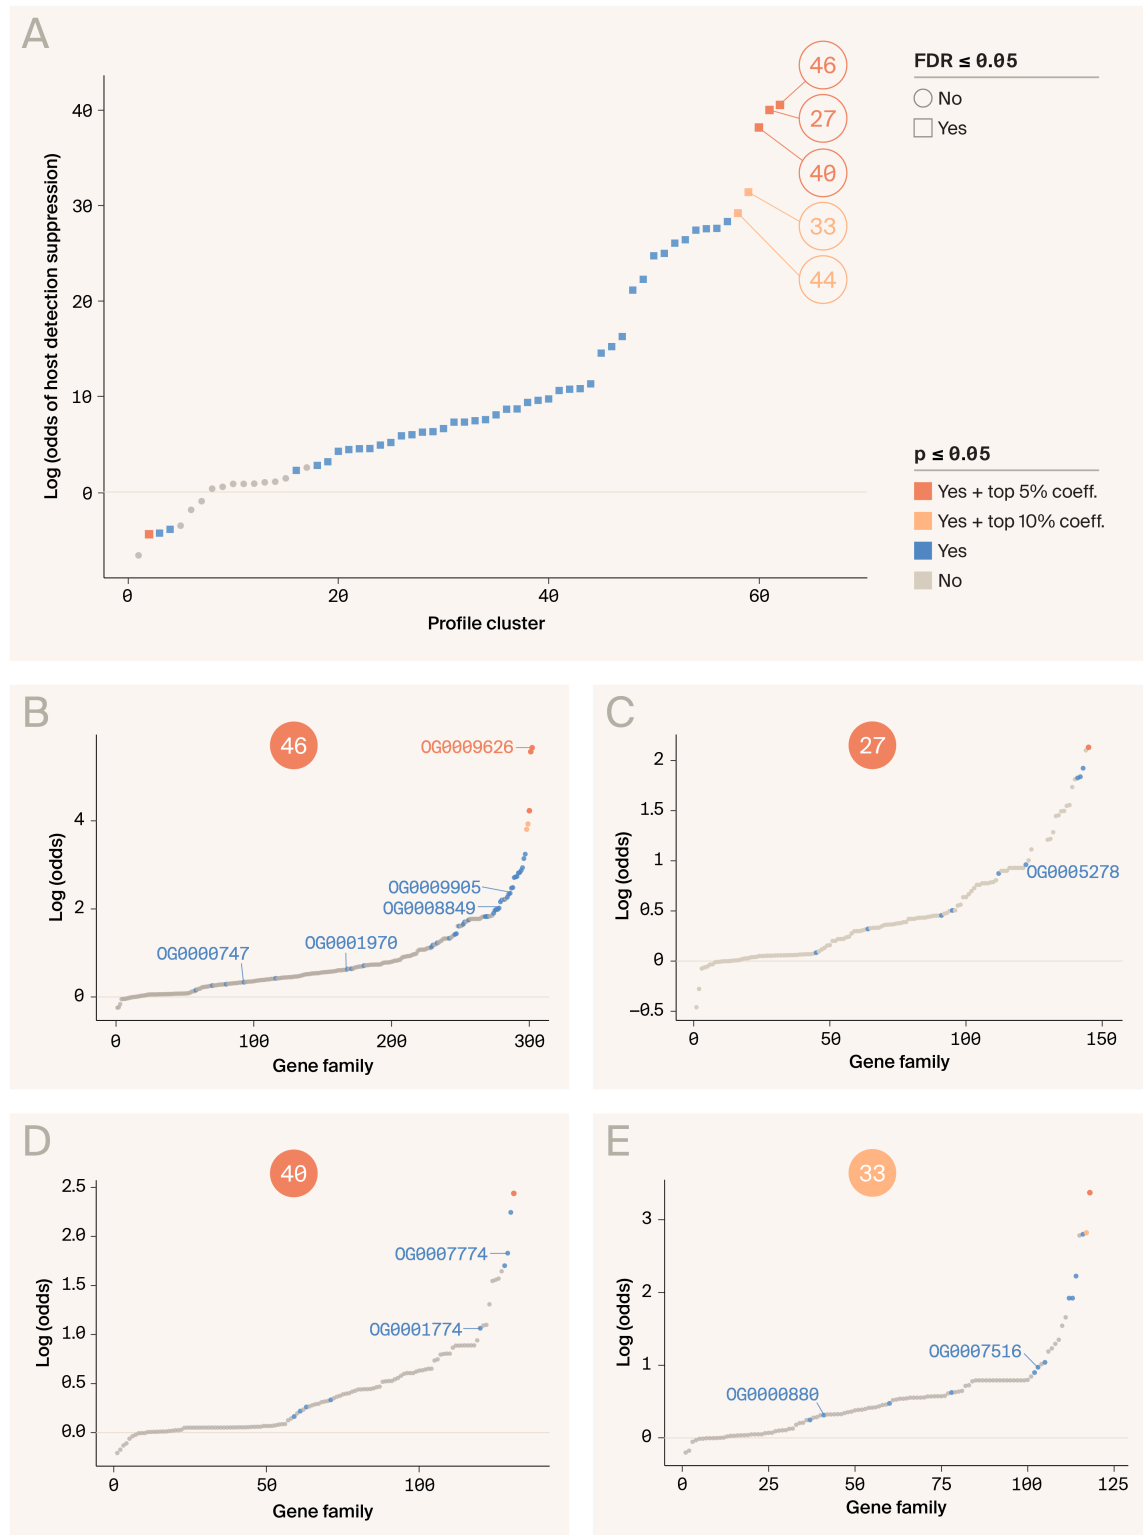 A
46
27
40
33
44
FDR ≤ 0.05
No
Yes
p ≤ 0.05
Yes + top 5% coeff.
Yes + top 10% coeff.
Yes
No
Log (odds of host detection suppression)
40
30
20
10
0
0 20 40 60
Profile cluster
B
46
OG0009626
OG0009905
OG0008849
OG0001970
OG0000747
Log (odds)
4
2
0
0 100 200 300
Gene family
C
27
OG0005278
Log (odds)
2
1.5
1
0.5
0
−0.5
0 50 100 150
Gene family
D
40
OG0007774
OG0001774
Log (odds)
2.5
2.0
1.5
1.0
0.5
0.0
0 50 100
Gene family
E
33
OG0007516
OG0000880
Log (odds)
3
2
1
0
0 25 50 75 100 125
Gene family